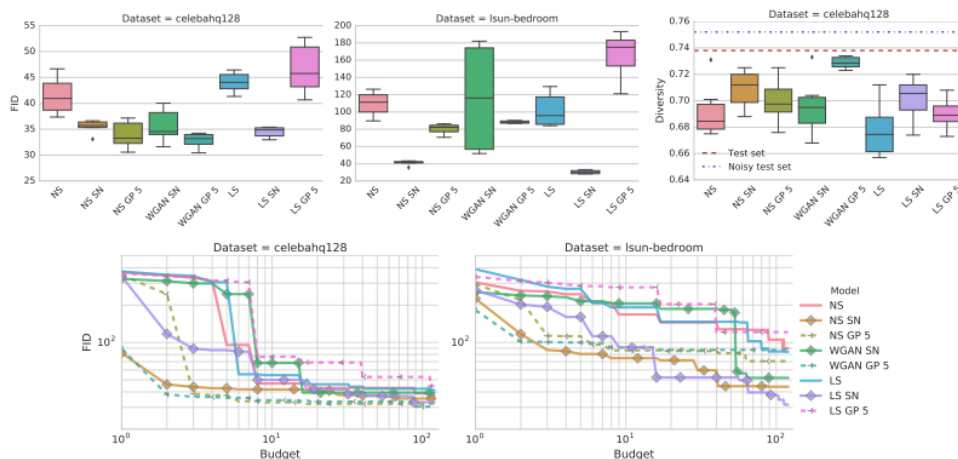 Dataset = celebahq128
Dataset = lsun-bedroom
Dataset = celebahq128
FID
55
50
45
40
35
30
25
NS
NS SN
NS GP 5
WGAN SN
WGAN GP 5
LS
LS SN
LS GP 5
200
180
160
140
120
100
80
60
40
20
NS
NS SN
NS GP 5
WGAN SN
WGAN GP 5
LS
LS SN
LS GP 5
Diversity
0.76
0.74
0.72
0.70
0.68
0.66
0.64
Test set
Noisy test set
NS
NS SN
NS GP 5
WGAN SN
WGAN GP 5
LS
LS SN
LS GP 5
Dataset = celebahq128
Dataset = lsun-bedroom
FID
10²
10⁰
10¹
10²
Budget
10²
10⁰
10¹
10²
Budget
Model
NS
NS SN
NS GP 5
WGAN SN
WGAN GP 5
LS
LS SN
LS GP 5